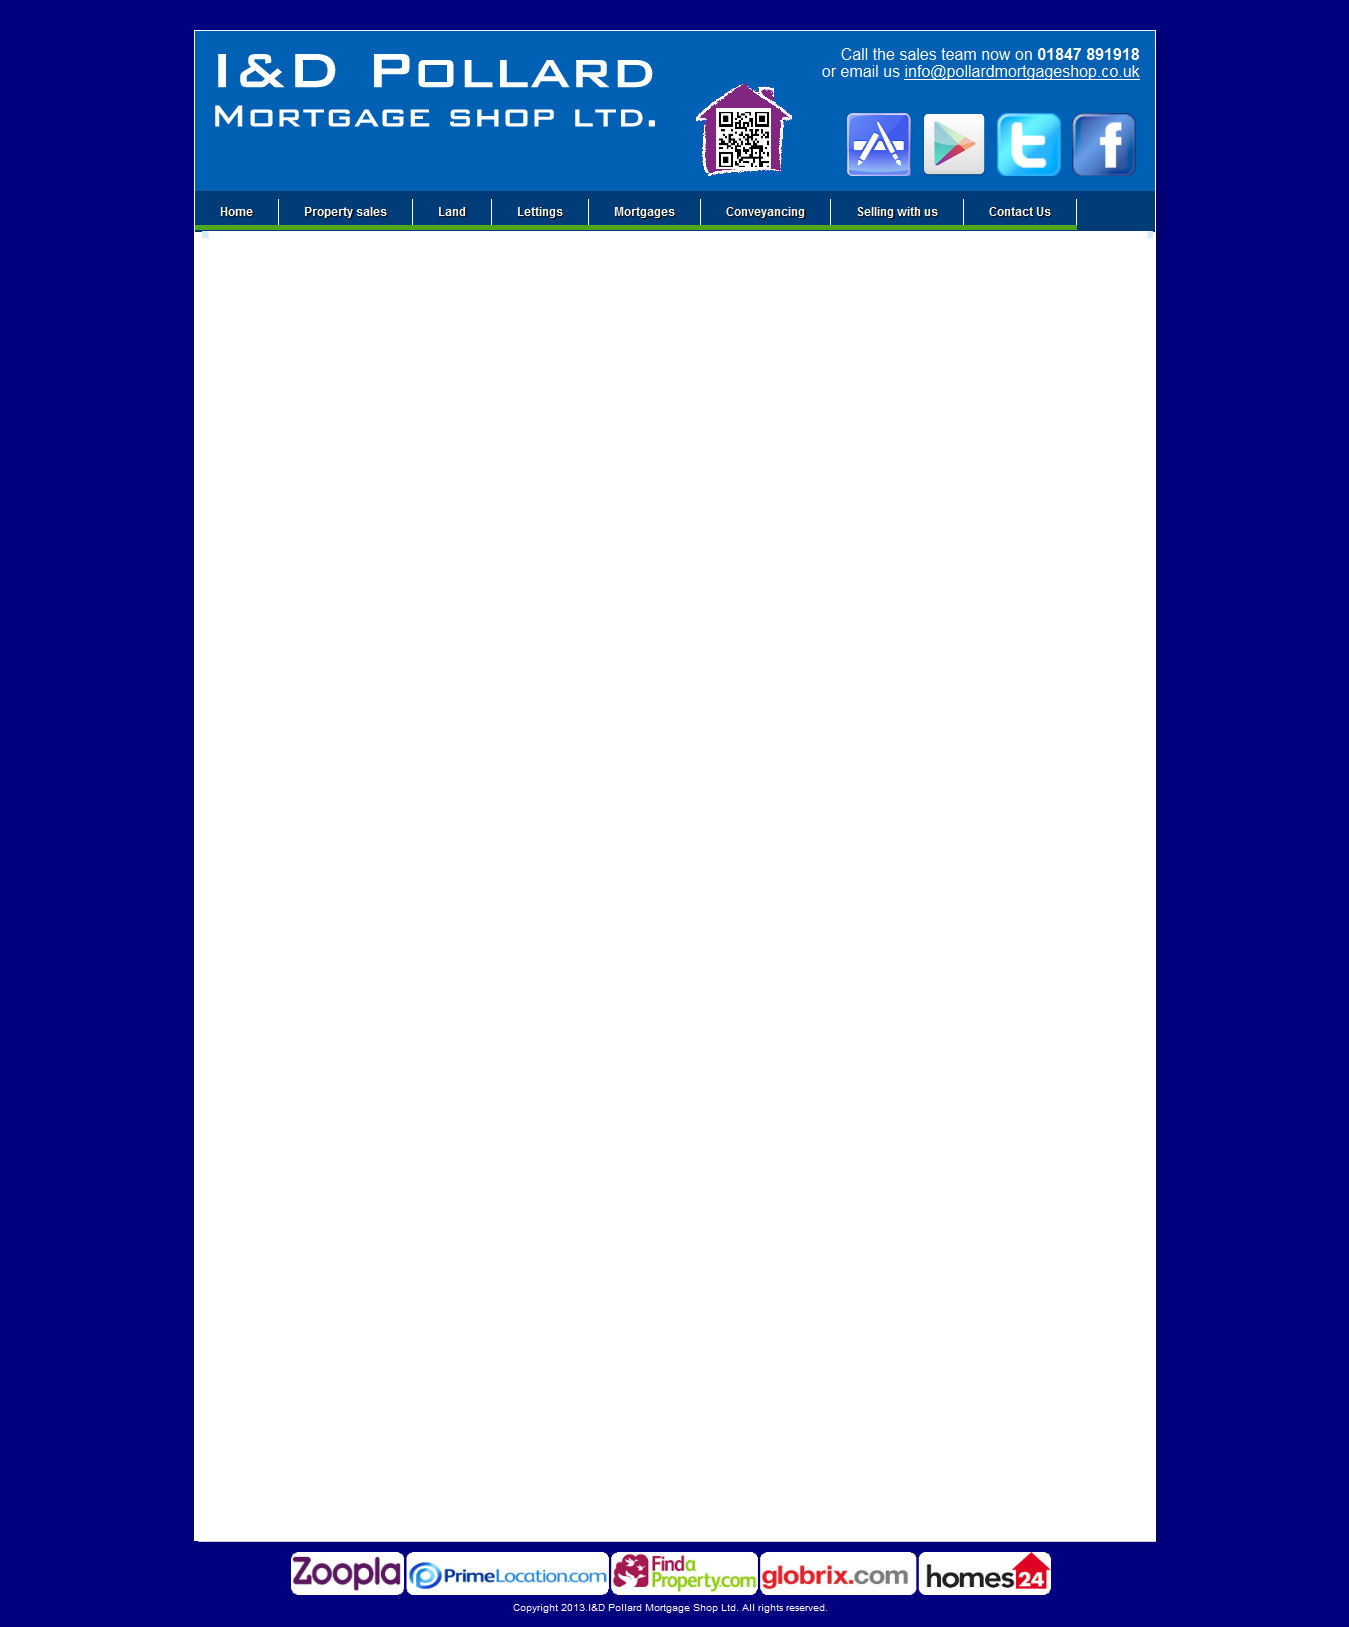 I&D Pollard
Mortgage shop Ltd.
Call the sales team now on 01847 891918
or email us info@pollardmortgageshop.co.uk
Home Property sales Land Lettings Mortgages Conveyancing Selling with us Contact Us
Zoopla PrimeLocation.com Finda Property.com globrix.com homes24
Copyright 2013.I&D Pollard Mortgage Shop Ltd. All rights reserved.